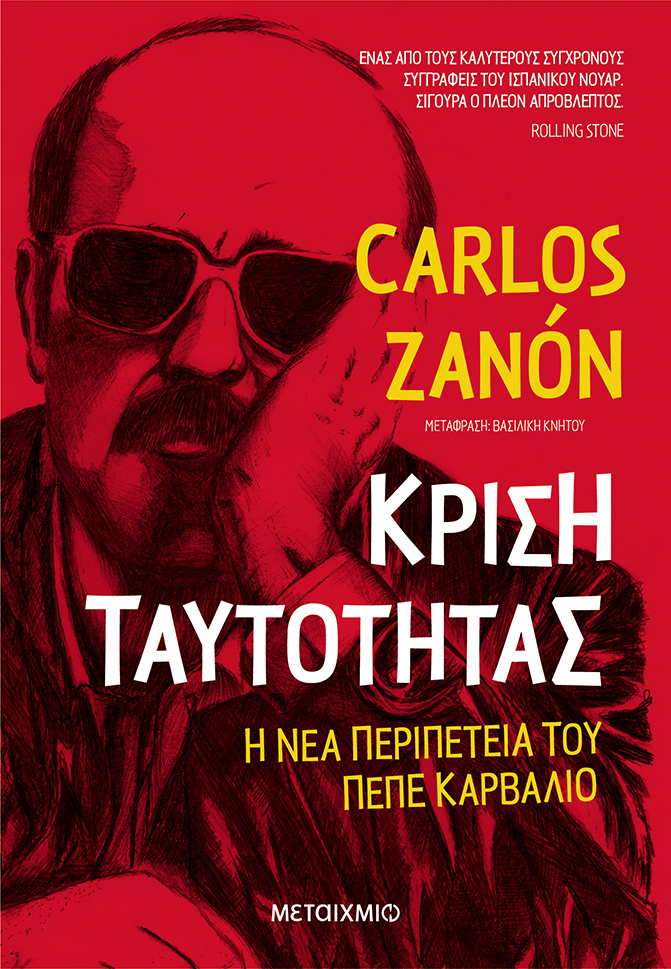 ΕΝΑΣ ΑΠΟ ΤΟΥΣ ΚΑΛΥΤΕΡΟΥΣ ΣΥΓΧΡΟΝΟΥΣ
ΣΥΓΓΡΑΦΕΙΣ ΤΟΥ ΙΣΠΑΝΙΚΟΥ ΝΟΥΑΡ.
ΣΙΓΟΥΡΑ Ο ΠΛΕΟΝ ΑΠΡΟΒΛΕΠΤΟΣ.
ROLLING STONE
CARLOS
ZANÓN
ΜΕΤΑΦΡΑΣΗ: ΒΑΣΙΛΙΚΗ ΚΝΗΤΟΥ
ΚΡΙΣΗ
ΤΑΥΤΟΤΗΤΑΣ
Η ΝΕΑ ΠΕΡΙΠΕΤΕΙΑ ΤΟΥ
ΠΕΠΕ ΚΑΡΒΑΛΙΟ
ΜΕΤΑΙΧΜΙΟ